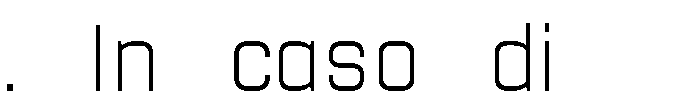 . In caso di